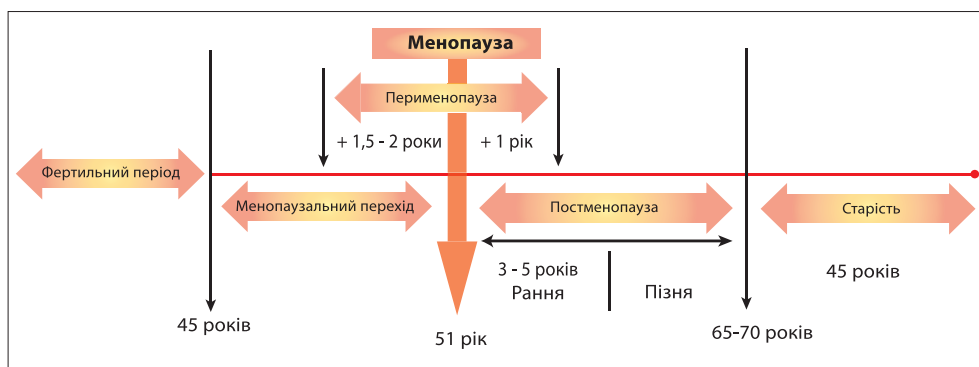 Менопауза
Перименопауза
+ 1,5 - 2 роки
+ 1 рік
Фертильний період
Менопаузальний перехід
Постменопауза
Старість
3 - 5 років
Рання
Пізня
45 років
45 років
51 рік
65-70 років